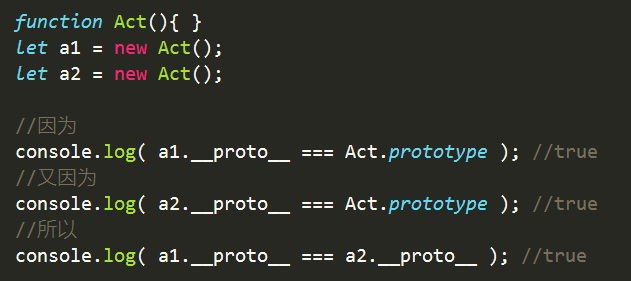 function Act(){ }
let a1 = new Act();
let a2 = new Act();
//因为
console.log( a1.__proto__ === Act.prototype ); //true
//又因为
console.log( a2.__proto__ === Act.prototype ); //true
//所以
console.log( a1.__proto__ === a2.__proto__ ); //true